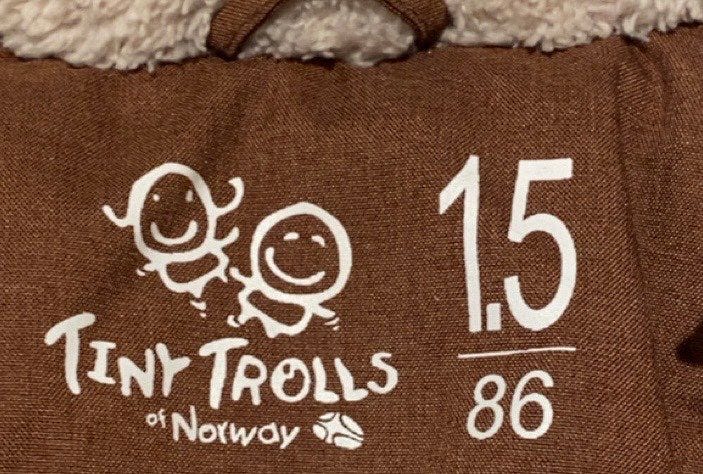 TINY TROLLS
of Norway
1.5
86